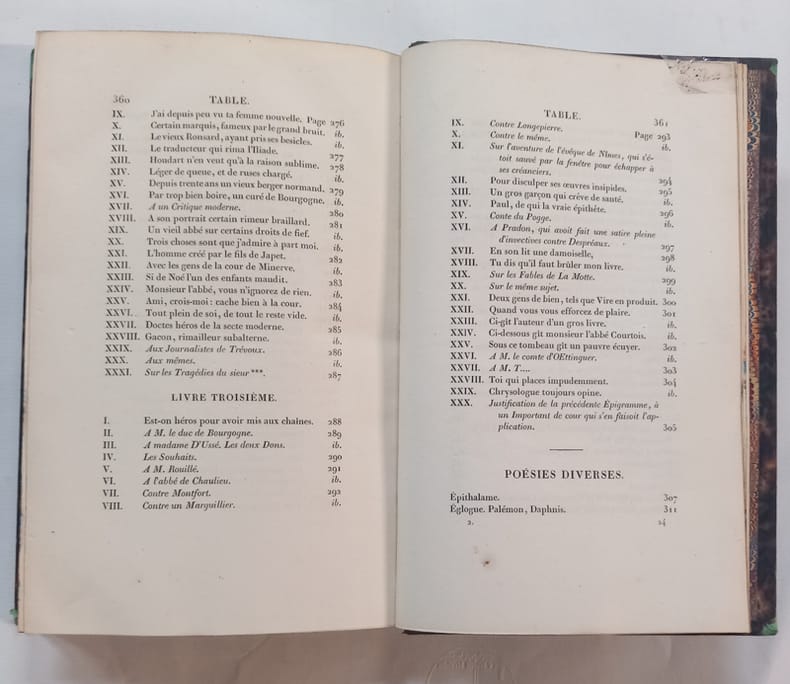 360 TABLE.
IX. J'ai depuis peu vu ta femme nouvelle. Page 276
X. Certain marquis, fameux par le grand bruit. ib.
XI. Le vieux Ronsard, ayant pris ses besicles. ib.
XII. Le traducteur qui rima l'Iliade. 277
XIII. Houdart n'en veut qu'à la raison sublime. 278
XIV. Léger de queue, et de ruses chargé. ib.
XV. Depuis trente ans un vieux berger normand. 279
XVI. Par trop bien boire, un curé de Bourgogne. ib.
XVII. A un Critique moderne. 280
XVIII. A son portrait certain rimeur braillard. 281
XIX. Un vieil abbé sur certains droits de fief. ib.
XX. Trois choses sont que j'admire à part moi. ib.
XXI. L'homme créé par le fils de Japet. 282
XXII. Avec les gens de la cour de Minerve. ib.
XXIII. Si de Noé l'un des enfants maudit. 283
XXIV. Monsieur l'abbé, vous n'ignorez de rien. ib.
XXV. Ami, crois-moi: cache bien à la cour. 284
XXVI. Tout plein de soi, de tout le reste vide. ib.
XXVII. Doctes héros de la secte moderne. 285
XXVIII. Gacon, rimailleur subalterne. ib.
XXIX. Aux Journalistes de Trévoux. 286
XXX. Aux mêmes. ib.
XXXI. Sur les Tragédies du sieur ***. 287
LIVRE TROISIÈME.
I. Est-on héros pour avoir mis aux chaînes. 288
II. A M. le duc de Bourgogne. 289
III. A madame D'Ussé. Les deux Dons. ib.
IV. Les Souhaits. 290
V. A M. Rouillé. 291
VI. A l'abbé de Chaulieu. ib.
VII. Contre Montfort. 292
VIII. Contre un Marguillier. ib.
TABLE. 361
IX. Contre Longepierre. Page 293
X. Contre le même. ib.
XI. Sur l'aventure de l'évêque de Nîmes, qui s'é-
toit sauvé par la fenêtre pour échapper à
ses créanciers. 294
XII. Pour disculper ses œuvres insipides. 295
XIII. Un gros garçon qui crève de santé. ib.
XIV. Paul, de qui la vraie épithète. 296
XV. Conte du Pogge. ib.
XVI. A Pradon, qui avoit fait une satire pleine
d'invectives contre Despréaux. 297
XVII. En son lit une damoiselle, 298
XVIII. Tu dis qu'il faut brûler mon livre. ib.
XIX. Sur les Fables de La Motte. 299
XX. Sur le même sujet. ib.
XXI. Deux gens de bien, tels que Vire en produit. 300
XXII. Quand vous vous efforcez de plaire. 301
XXIII. Ci-gît l'auteur d'un gros livre. ib.
XXIV. Ci-dessous gît monsieur l'abbé Courtois. ib.
XXV. Sous ce tombeau gît un pauvre écuyer. 302
XXVI. A M. le comte d'OEttinguer. ib.
XXVII. A M. T.... 303
XXVIII. Toi qui places impudemment. 304
XXIX. Chrysologue toujours opine. ib.
XXX. Justification de la précédente Épigramme, à
un Important de cour qui s'en faisoit l'ap-
plication. 305
POÉSIES DIVERSES.
Épithalame. 307
Églogue. Palémon, Daphnis. 311
2. 24